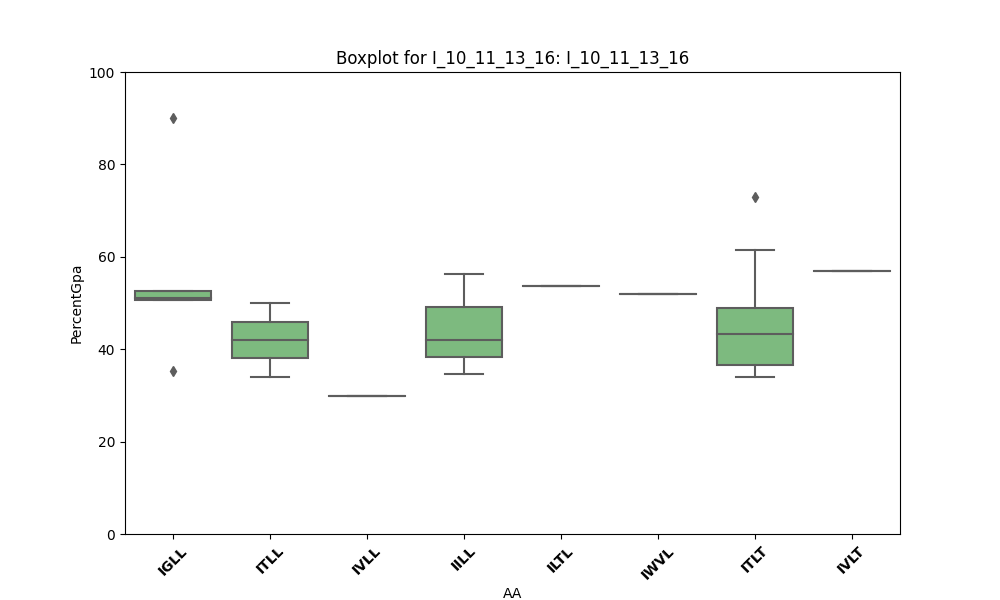 Boxplot for I_10_11_13_16: I_10_11_13_16
100
80
60
40
20
0
PercentGpa
IGLL
ITLL
IVLL
IILL
ILTL
IWVL
ITLT
IVLT
AA